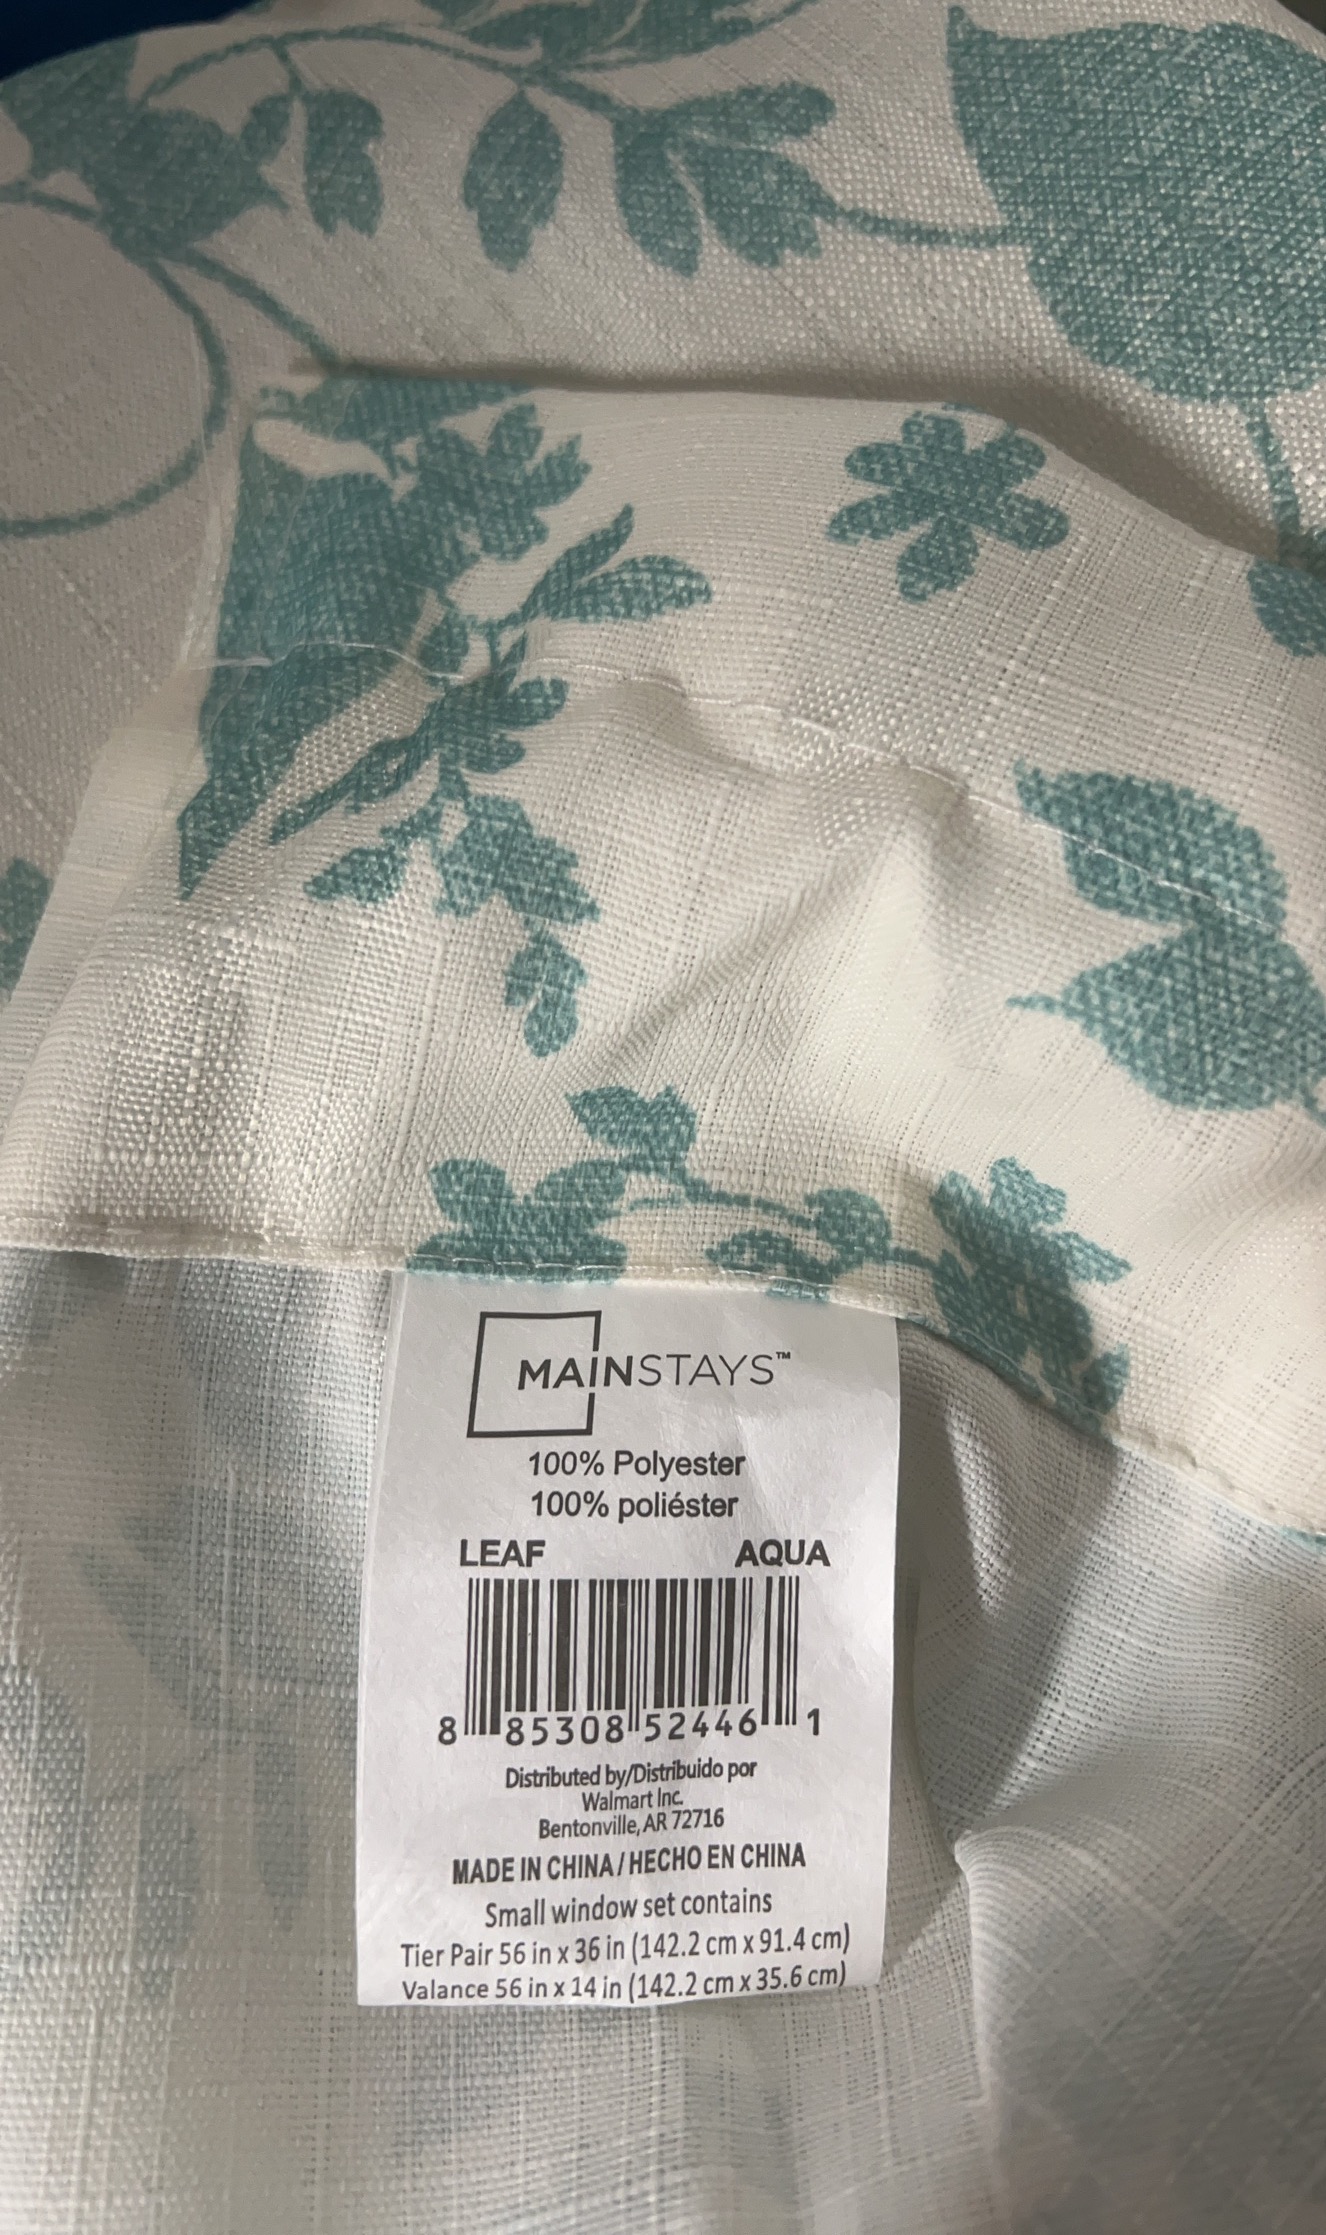 MAINSTAYS™
100% Polyester
100% poliéster
LEAF AQUA
8 85308 52446 1
Distributed by/Distribuido por
Walmart Inc.
Bentonville, AR 72716
MADE IN CHINA / HECHO EN CHINA
Small window set contains
Tier Pair 56 in x 36 in (142.2 cm x 91.4 cm)
Valance 56 in x 14 in (142.2 cm x 35.6 cm)